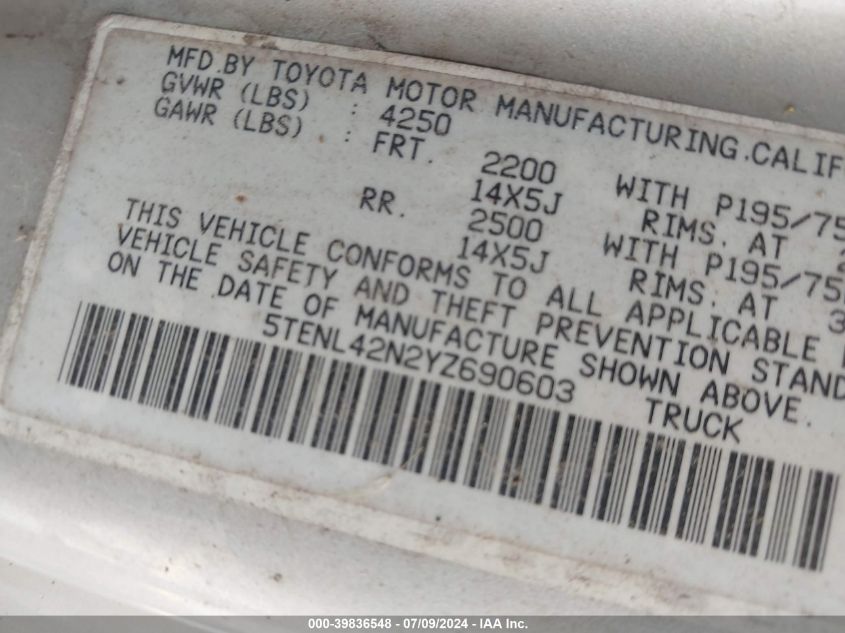 MFD.BY TOYOTA MOTOR MANUFACTURING.CALIF
GVWR (LBS) : 4250
GAWR (LBS) : FRT. 2200 WITH P195/75
14X5J RIMS. AT 2
RR. 2500 WITH P195/75
14X5J RIMS. AT 3
THIS VEHICLE CONFORMS TO ALL APPLICABLE
VEHICLE SAFETY AND THEFT PREVENTION STAND
ON THE DATE OF MANUFACTURE SHOWN ABOVE.
5TENL42N2YZ690603 TRUCK
000-39836548 - 07/09/2024 - IAA Inc.